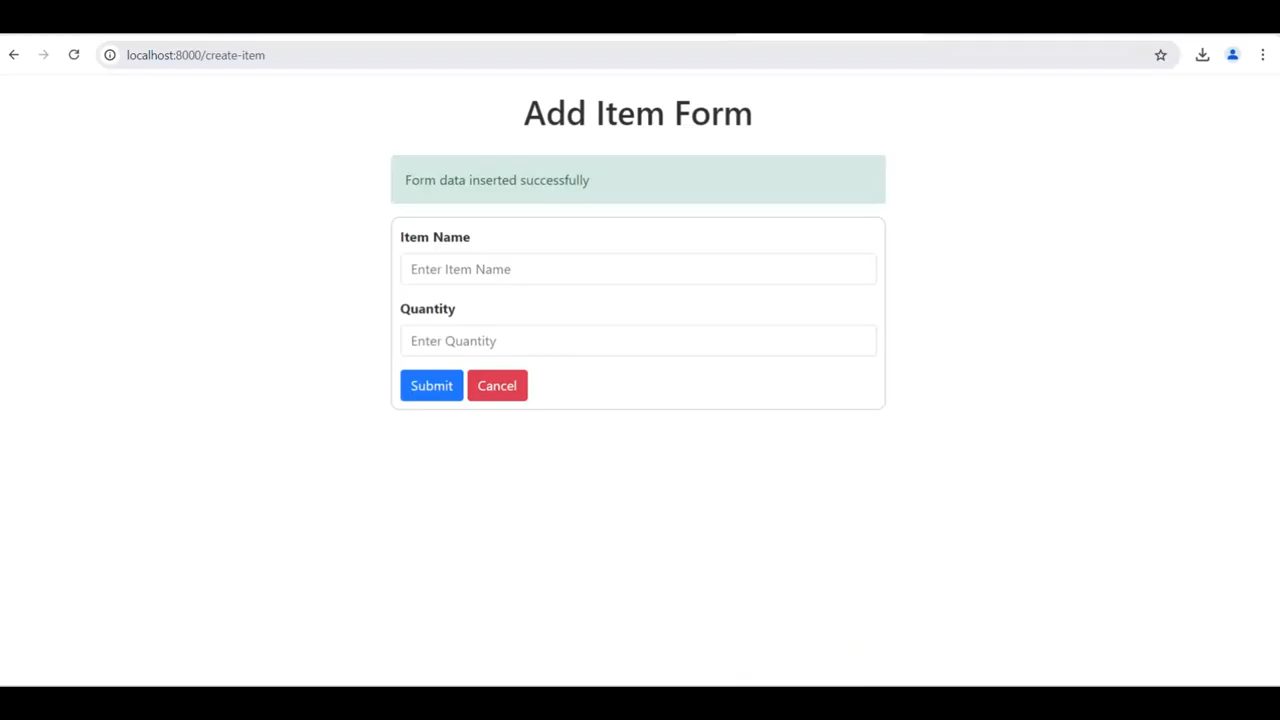 localhost:8000/create-item
Add Item Form
Form data inserted successfully
Item Name
Enter Item Name
Quantity
Enter Quantity
Submit Cancel